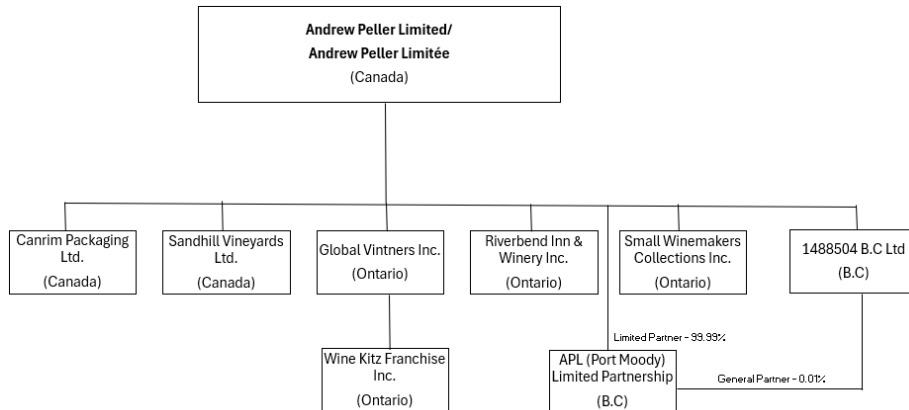 Andrew Peller Limited/
Andrew Peller Limitée
(Canada)
Canrim Packaging
Ltd.
(Canada)
Sandhill Vineyards
Ltd.
(Canada)
Global Vintners Inc.
(Ontario)
Riverbend Inn &
Winery Inc.
(Ontario)
Small Winemakers
Collections Inc.
(Ontario)
1488504 B.C Ltd
(B.C)
Limited Partner - 99.99%
Wine Kitz Franchise
Inc.
(Ontario)
APL (Port Moody)
Limited Partnership
(B.C)
General Partner - 0.01%